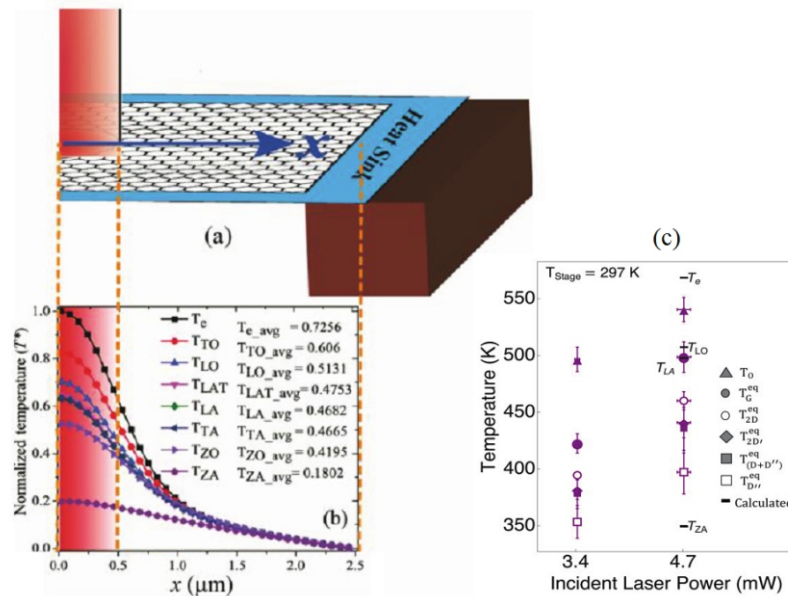 Heat Sink
x
(a)
(c)
Normalized temperature (T*)
1.0
0.8
0.6
0.4
0.2
0.0
T_e
T_TO
T_LO
T_LAT
T_LA
T_TA
T_ZO
T_ZA
T_e_avg = 0.7256
T_TO_avg = 0.606
T_LO_avg = 0.5131
T_LAT_avg = 0.4753
T_LA_avg = 0.4682
T_TA_avg = 0.4665
T_ZO_avg = 0.4195
T_ZA_avg = 0.1802
(b)
0.0 0.5 1.0 1.5 2.0 2.5
x (μm)
T_Stage = 297 K
Temperature (K)
550
500
450
400
350
T_e
T_LO
T_LA
T_ZA
T_O
T_G^eq
T_2D^eq
T_2D'^eq
T_(D+D'')^eq
T_D''^eq
Calculated
3.4 4.7
Incident Laser Power (mW)